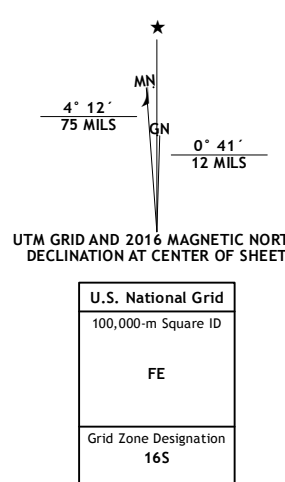 ★
MN
4° 12´
75 MILS
GN
0° 41´
12 MILS
UTM GRID AND 2016 MAGNETIC NORT
DECLINATION AT CENTER OF SHEET
U.S. National Grid
100,000-m Square ID
FE
Grid Zone Designation
16S